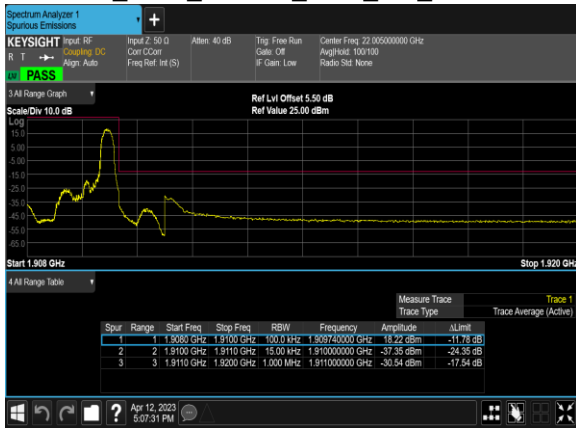 Spectrum Analyzer 1
Spurious Emissions
KEYSIGHT Input: RF Input Z: 50 Ω Atten: 40 dB Trig: Free Run Center Freq: 22.005000000 GHz
R T Coupling: DC Corr CCorr Gate: Off Avg|Hold: 100/100
Align: Auto Freq Ref: Int (S) IF Gain: Low Radio Std: None
PASS
3 All Range Graph
Ref Lvl Offset 5.50 dB
Scale/Div 10.0 dB Ref Value 25.00 dBm
Log
15.0
5.00
-5.00
-15.0
-25.0
-35.0
-45.0
-55.0
-65.0
Start 1.908 GHz Stop 1.920 GHz
4 All Range Table
Measure Trace Trace 1
Trace Type Trace Average (Active)
Spur Range Start Freq Stop Freq RBW Frequency Amplitude ΔLimit
1 1 1.9080 GHz 1.9100 GHz 100.0 kHz 1.909740000 GHz 18.22 dBm -11.78 dB
2 2 1.9100 GHz 1.9110 GHz 15.00 kHz 1.910000000 GHz -37.35 dBm -24.35 dB
3 3 1.9110 GHz 1.9200 GHz 1.000 MHz 1.911000000 GHz -30.54 dBm -17.54 dB
Apr 12, 2023
5:07:31 PM